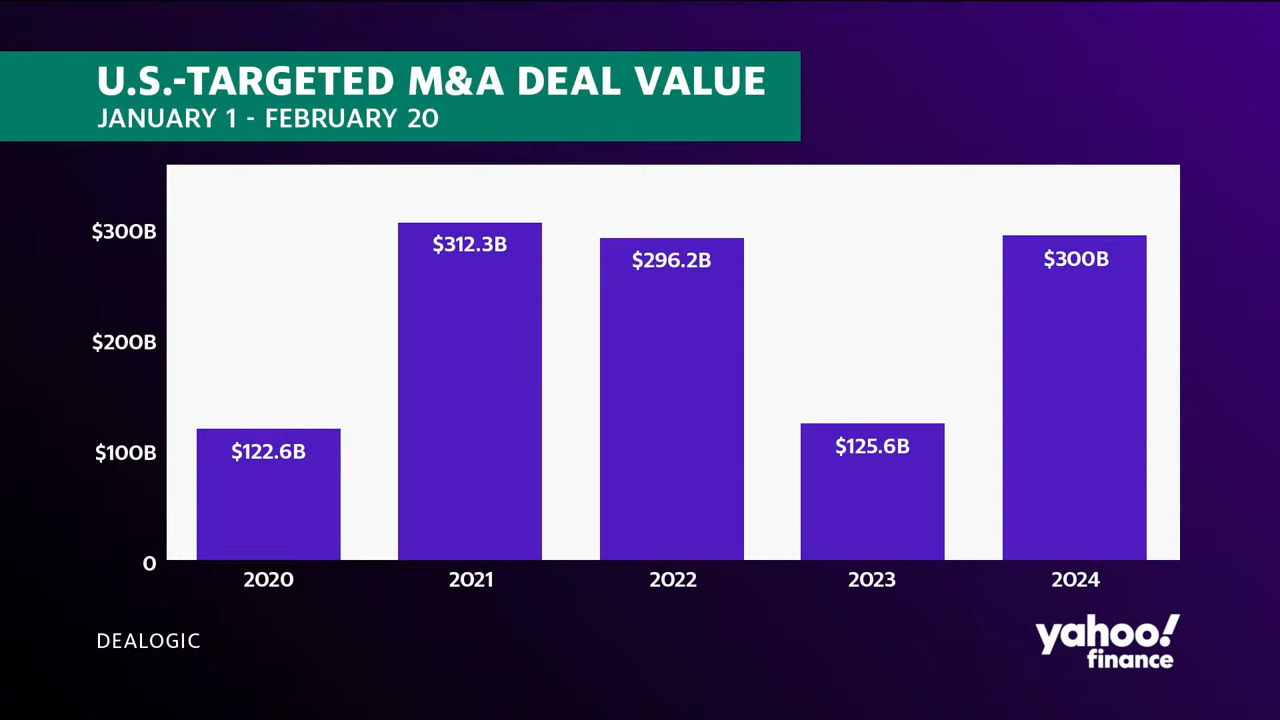 U.S.-TARGETED M&A DEAL VALUE
JANUARY 1 - FEBRUARY 20
$300B
$200B
$100B
0
$122.6B
$312.3B
$296.2B
$125.6B
$300B
2020
2021
2022
2023
2024
DEALOGIC
yahoo!
finance